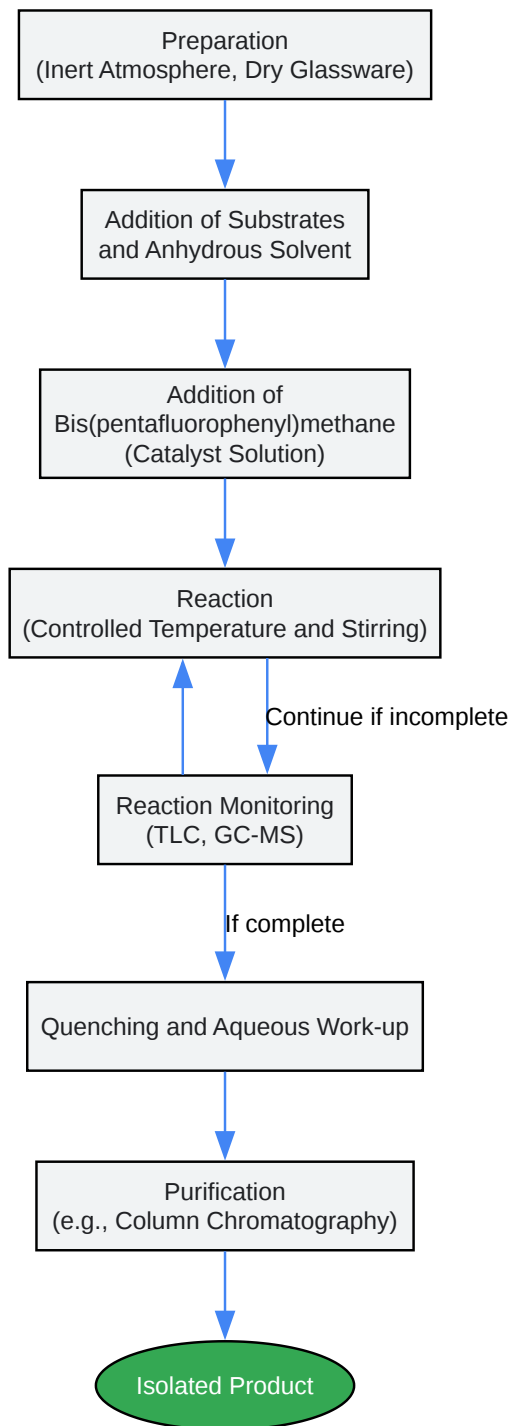 Preparation
(Inert Atmosphere, Dry Glassware)
Addition of Substrates
and Anhydrous Solvent
Addition of
Bis(pentafluorophenyl)methane
(Catalyst Solution)
Reaction
(Controlled Temperature and Stirring)
Continue if incomplete
Reaction Monitoring
(TLC, GC-MS)
If complete
Quenching and Aqueous Work-up
Purification
(e.g., Column Chromatography)
Isolated Product